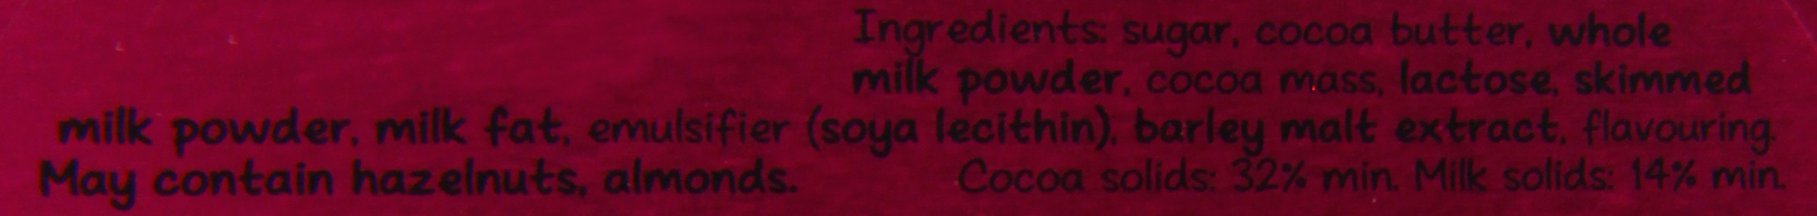 Ingredients: sugar, cocoa butter, whole
milk powder, cocoa mass, lactose, skimmed
milk powder, milk fat, emulsifier (soya lecithin), barley malt extract, flavouring.
May contain hazelnuts, almonds. Cocoa solids: 32% min. Milk solids: 14% min.